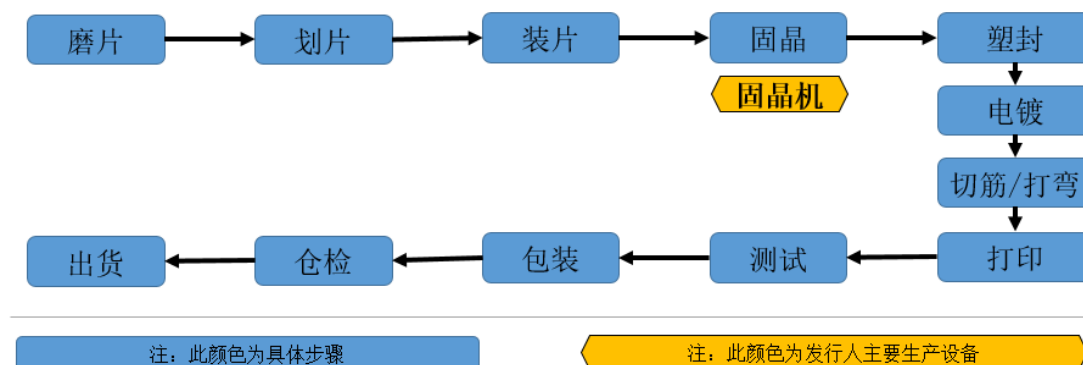 磨片
划片
装片
固晶
塑封
固晶机
电镀
切筋/打弯
出货
仓检
包装
测试
打印
注：此颜色为具体步骤
注：此颜色为发行人主要生产设备